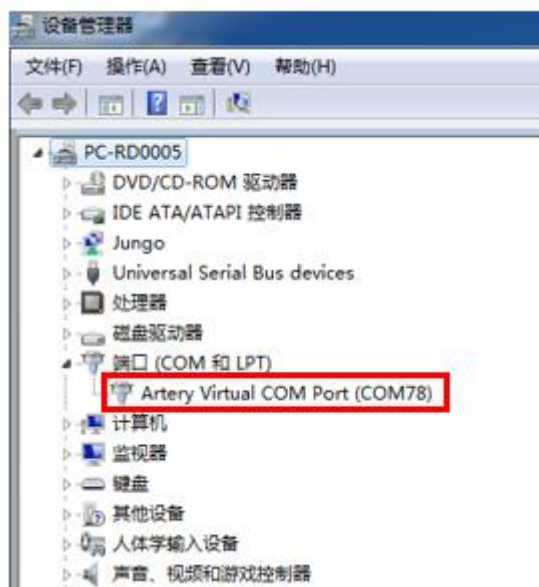 设备管理器
文件(F) 操作(A) 查看(V) 帮助(H)
PC-RD0005
DVD/CD-ROM 驱动器
IDE ATA/ATAPI 控制器
Jungo
Universal Serial Bus devices
处理器
磁盘驱动器
端口 (COM 和 LPT)
Artery Virtual COM Port (COM78)
计算机
监视器
键盘
其他设备
人体学输入设备
声音、视频和游戏控制器